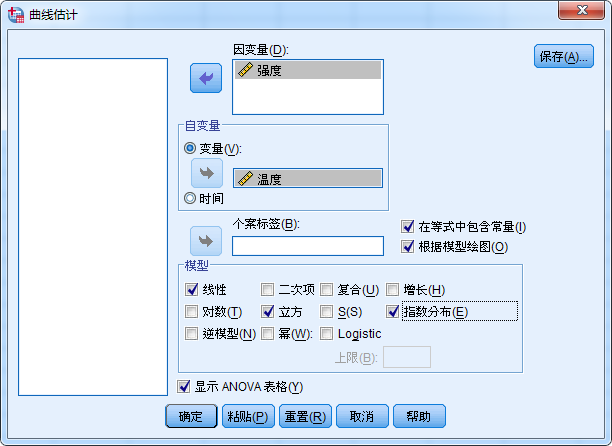 曲线估计
因变量(D):
保存(A)...
强度
自变量
变量(V):
温度
时间
个案标签(B):
在等式中包含常量(I)
根据模型绘图(O)
模型
线性 二次项 复合(U) 增长(H)
对数(T) 立方 S(S) 指数分布(E)
逆模型(N) 幂(W): Logistic
上限(B):
显示 ANOVA 表格(Y)
确定 粘贴(P) 重置(R) 取消 帮助